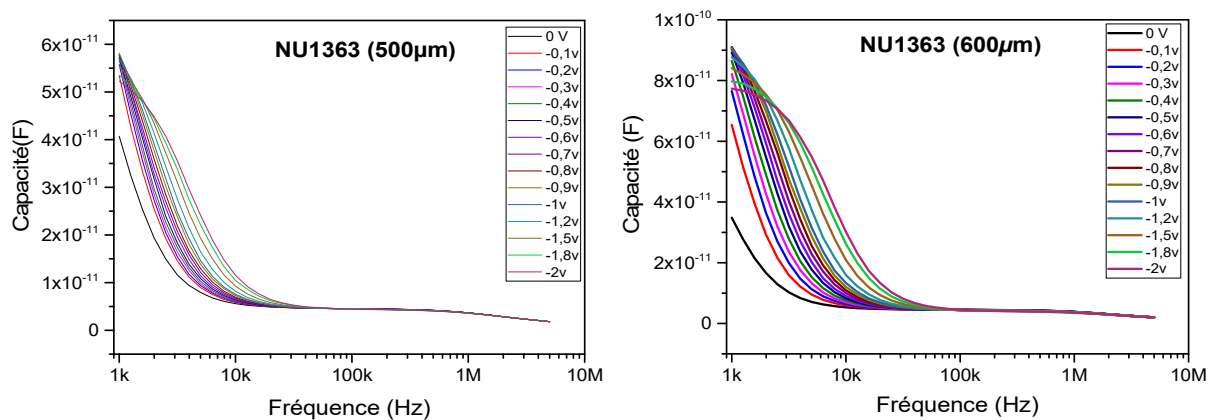 NU1363 (500µm)
Capacité(F)
6x10⁻¹¹
5x10⁻¹¹
4x10⁻¹¹
3x10⁻¹¹
2x10⁻¹¹
1x10⁻¹¹
0
1k
10k
100k
1M
10M
Fréquence (Hz)
0 V
-0,1v
-0,2v
-0,3v
-0,4v
-0,5v
-0,6v
-0,7v
-0,8v
-0,9v
-1v
-1,2v
-1,5v
-1,8v
-2v
NU1363 (600µm)
Capacité (F)
1x10⁻¹⁰
8x10⁻¹¹
6x10⁻¹¹
4x10⁻¹¹
2x10⁻¹¹
0
1k
10k
100k
1M
10M
Fréquence (Hz)
0 V
-0,1v
-0,2v
-0,3v
-0,4v
-0,5v
-0,6v
-0,7v
-0,8v
-0,9v
-1v
-1,2v
-1,5v
-1,8v
-2v